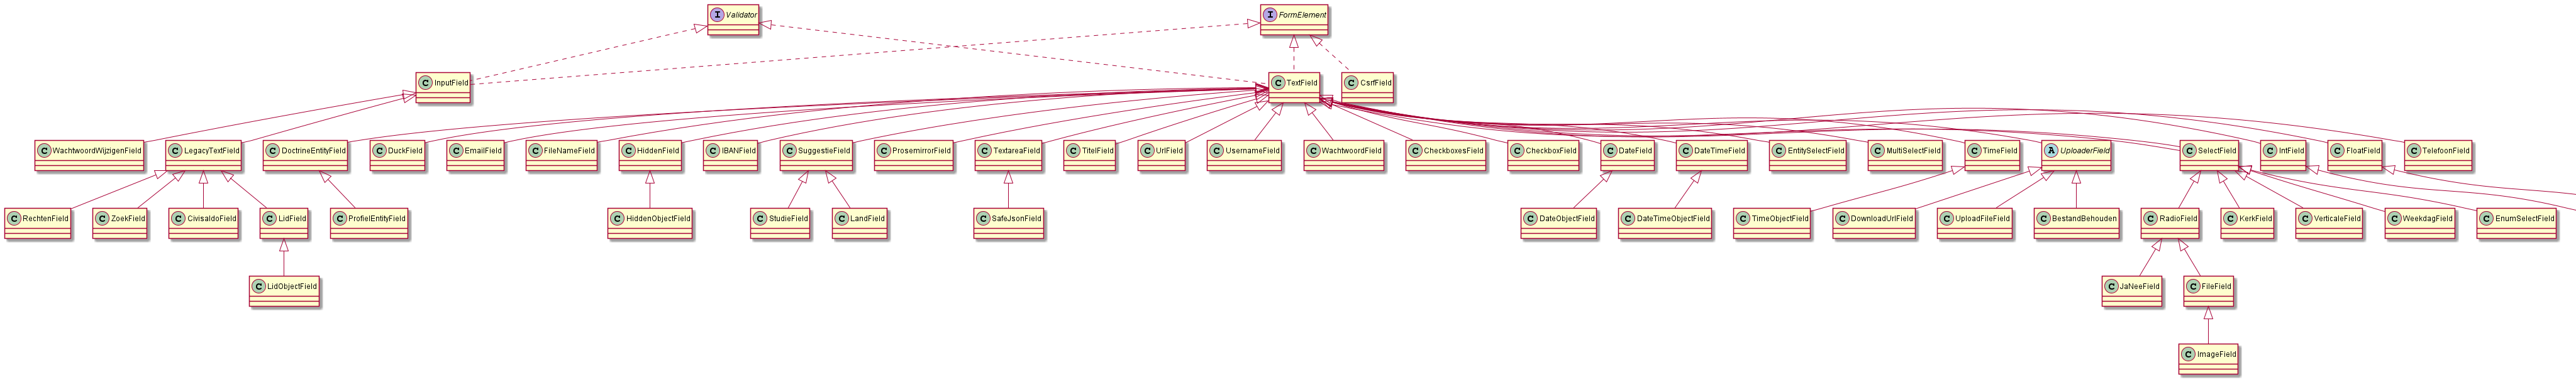 I Validator
I FormElement
C InputField
C TextField
C CsrfField
C WachtwoordWijzigenField
C LegacyTextField
C DoctrineEntityField
C DuckField
C EmailField
C FileNameField
C HiddenField
C IBANField
C SuggestieField
C ProsemirrorField
C TextareaField
C TitelField
C UrlField
C UsernameField
C WachtwoordField
C CheckboxesField
C CheckboxField
C DateField
C DateTimeField
C EntitySelectField
C MultiSelectField
C TimeField
A UploaderField
C SelectField
C IntField
C FloatField
C TelefoonField
C RechtenField
C ZoekField
C CivisaldoField
C LidField
C ProfielEntityField
C HiddenObjectField
C StudieField
C LandField
C SafeJsonField
C DateObjectField
C DateTimeObjectField
C TimeObjectField
C DownloadUrlField
C UploadFileField
C BestandBehouden
C RadioField
C KerkField
C VerticaleField
C WeekdagField
C EnumSelectField
C LidObjectField
C JaNeeField
C FileField
C ImageField